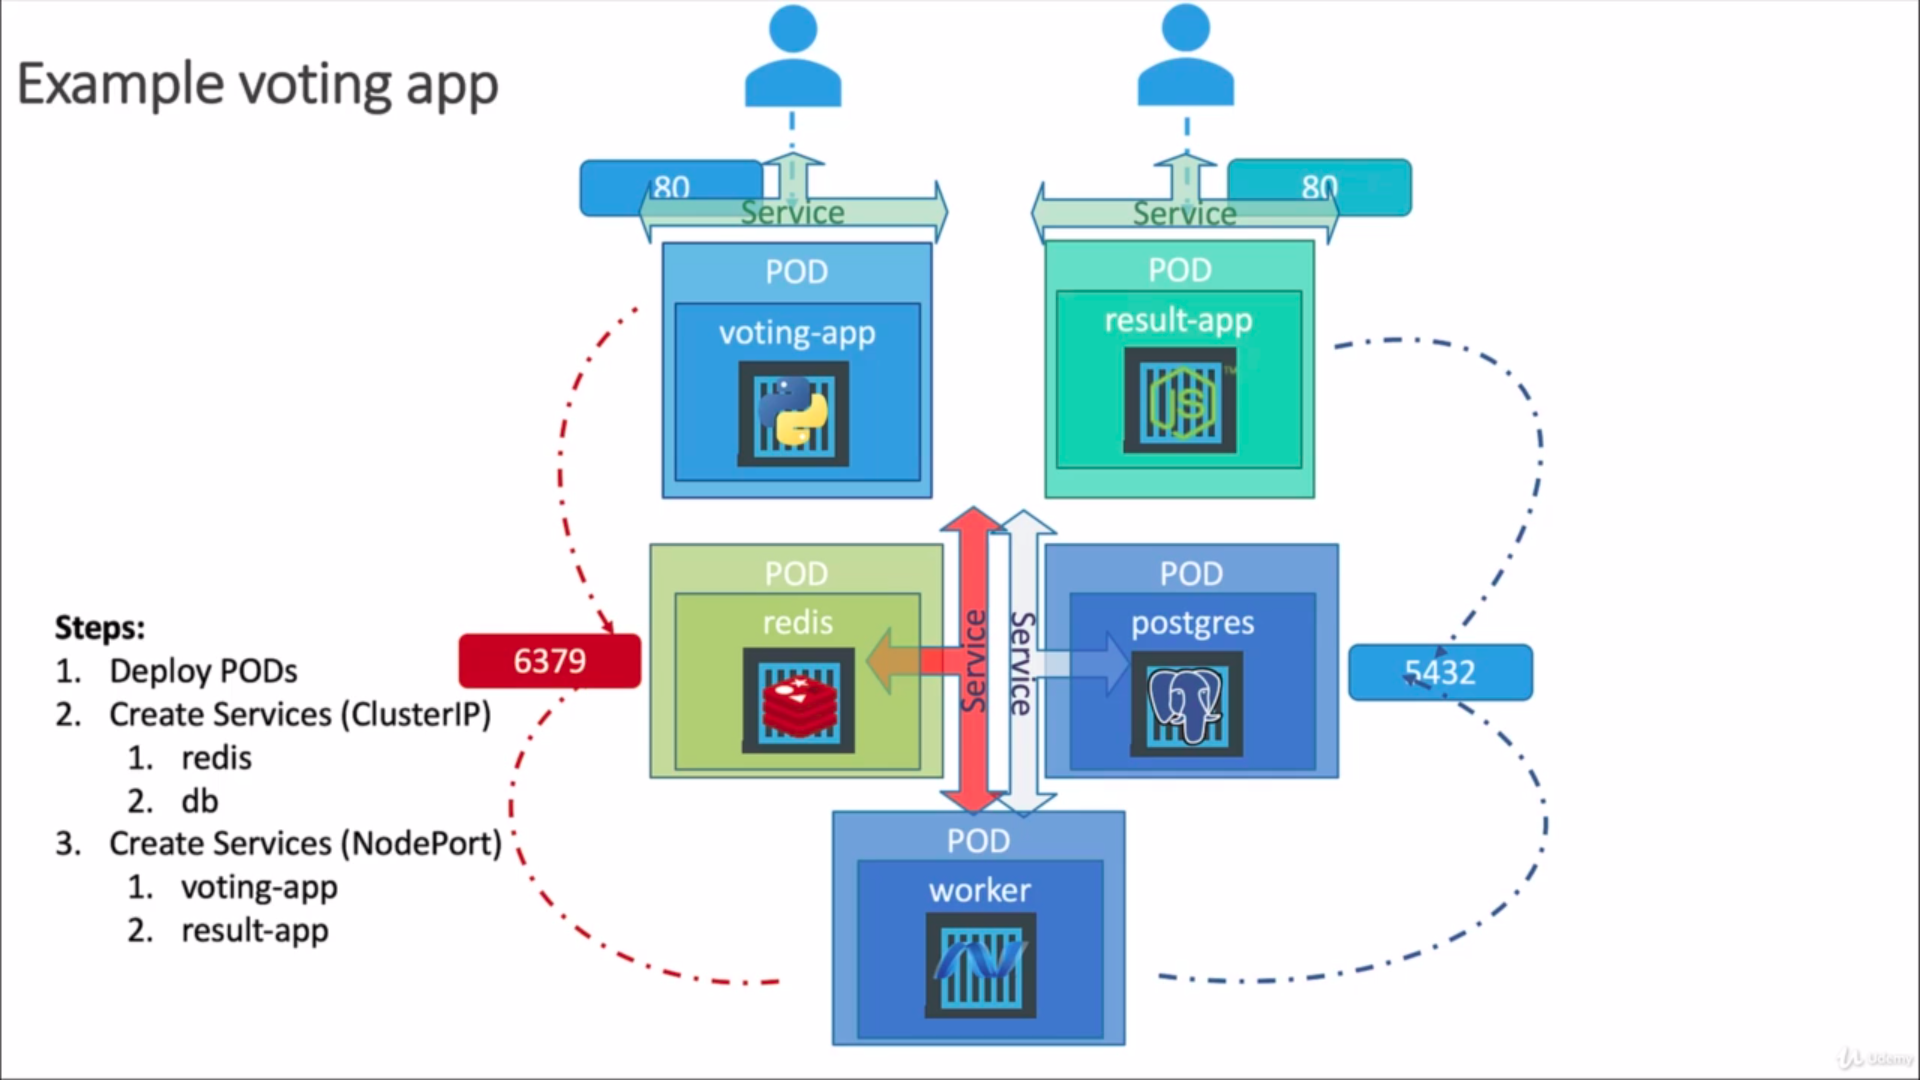 Example voting app
80
Service
80
Service
POD
voting-app
POD
result-app
TM
JS
POD
redis
Service
Service
POD
postgres
6379
5432
Steps:
1. Deploy PODs
2. Create Services (ClusterIP)
1. redis
2. db
3. Create Services (NodePort)
1. voting-app
2. result-app
POD
worker
Udemy